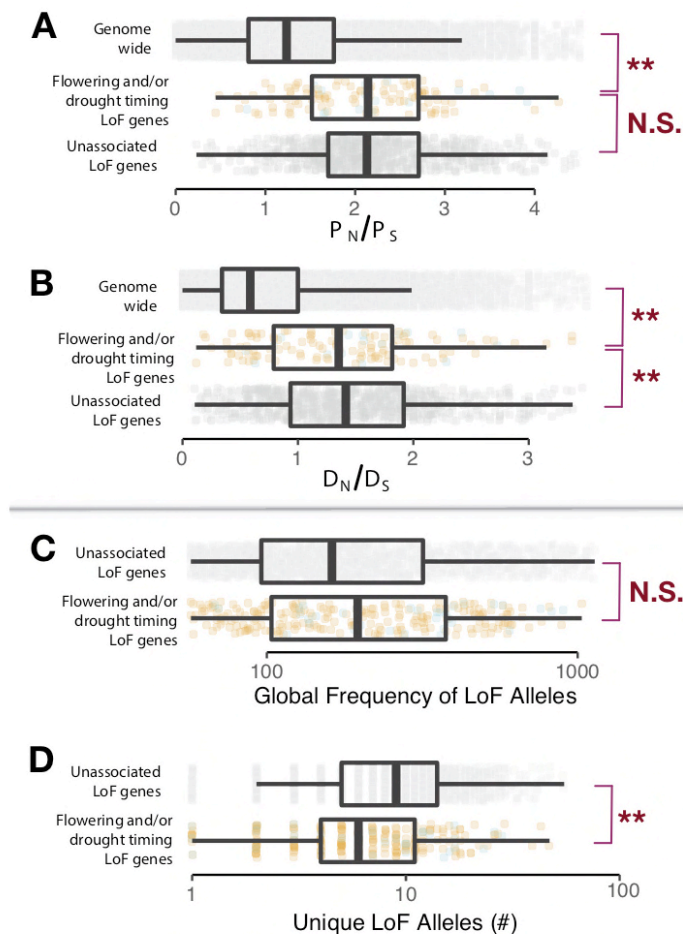 A
Genome
wide
Flowering and/or
drought timing
LoF genes
Unassociated
LoF genes
**
N.S.
0 1 2 3 4
PN/PS
B
Genome
wide
Flowering and/or
drought timing
LoF genes
Unassociated
LoF genes
**
**
0 1 2 3
DN/DS
C
Unassociated
LoF genes
Flowering and/or
drought timing
LoF genes
N.S.
100 1000
Global Frequency of LoF Alleles
D
Unassociated
LoF genes
Flowering and/or
drought timing
LoF genes
**
1 10 100
Unique LoF Alleles (#)